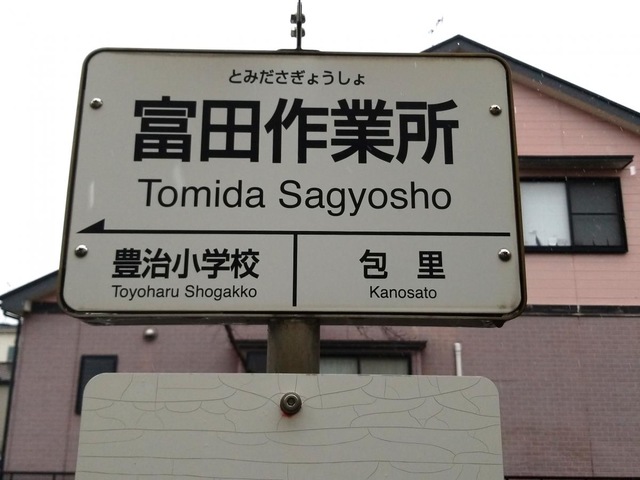 とみださぎょうしょ
富田作業所
Tomida Sagyosho
豊治小学校 包里
Toyoharu Shogakko Kanosato